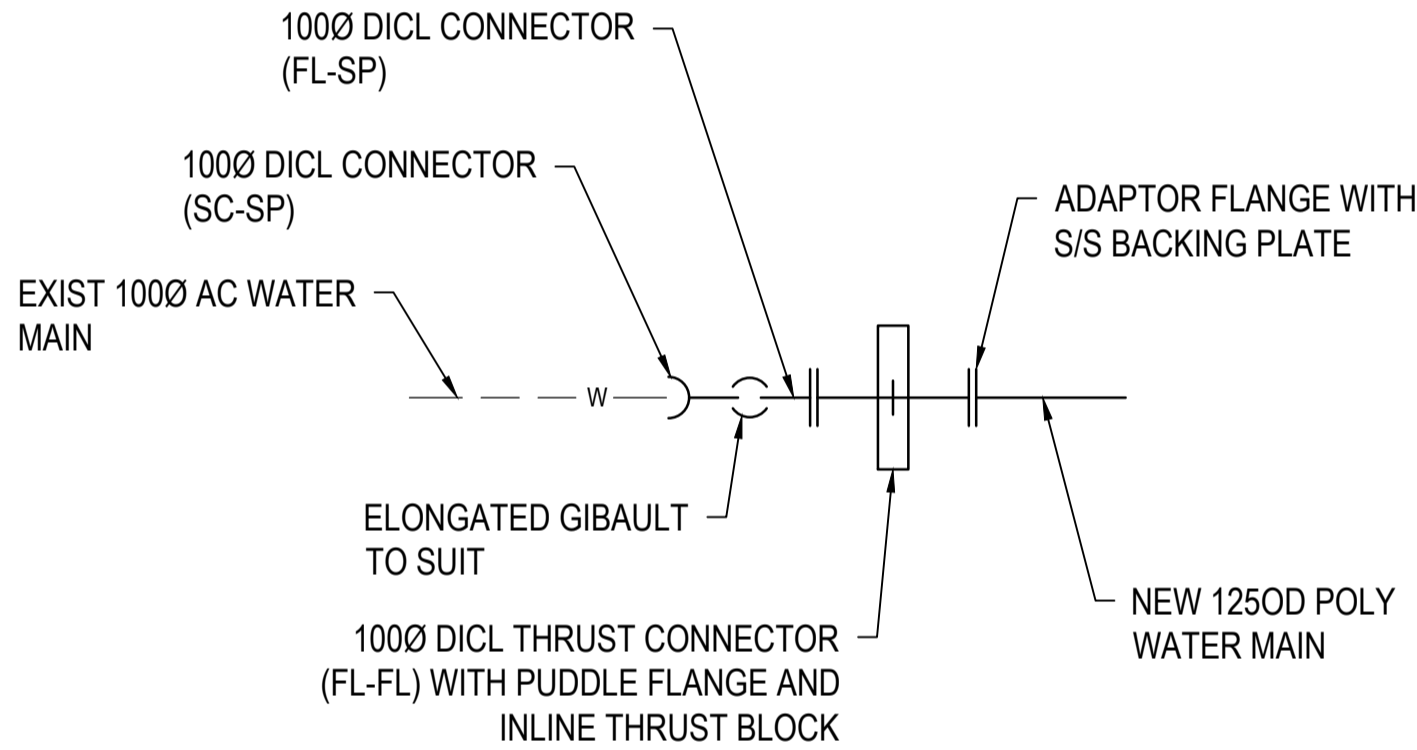 100Ø DICL CONNECTOR
(FL-SP)
100Ø DICL CONNECTOR
(SC-SP)
ADAPTOR FLANGE WITH
S/S BACKING PLATE
EXIST 100Ø AC WATER
MAIN
W
ELONGATED GIBAULT
TO SUIT
NEW 125OD POLY
WATER MAIN
100Ø DICL THRUST CONNECTOR
(FL-FL) WITH PUDDLE FLANGE AND
INLINE THRUST BLOCK